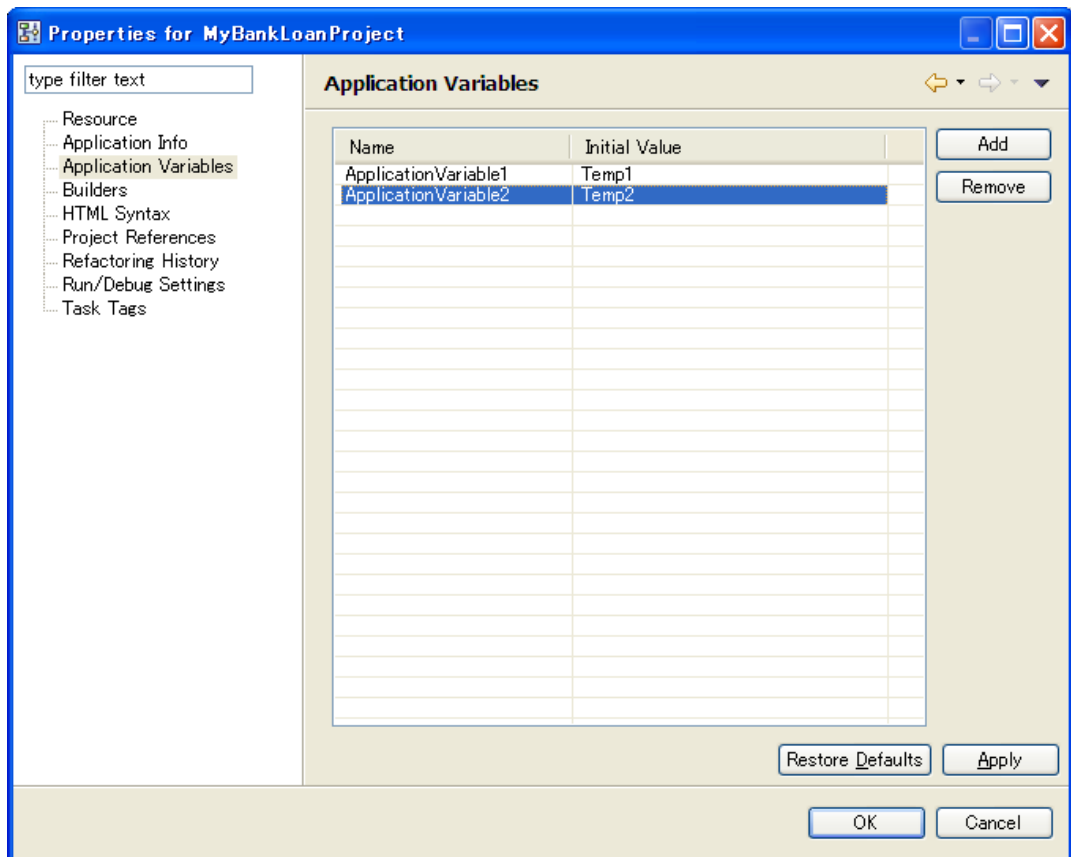 Properties for MyBankLoanProject
type filter text
Resource
Application Info
Application Variables
Builders
HTML Syntax
Project References
Refactoring History
Run/Debug Settings
Task Tags
Application Variables
Name Initial Value
ApplicationVariable1 Temp1
ApplicationVariable2 Temp2
Add
Remove
Restore Defaults Apply
OK Cancel